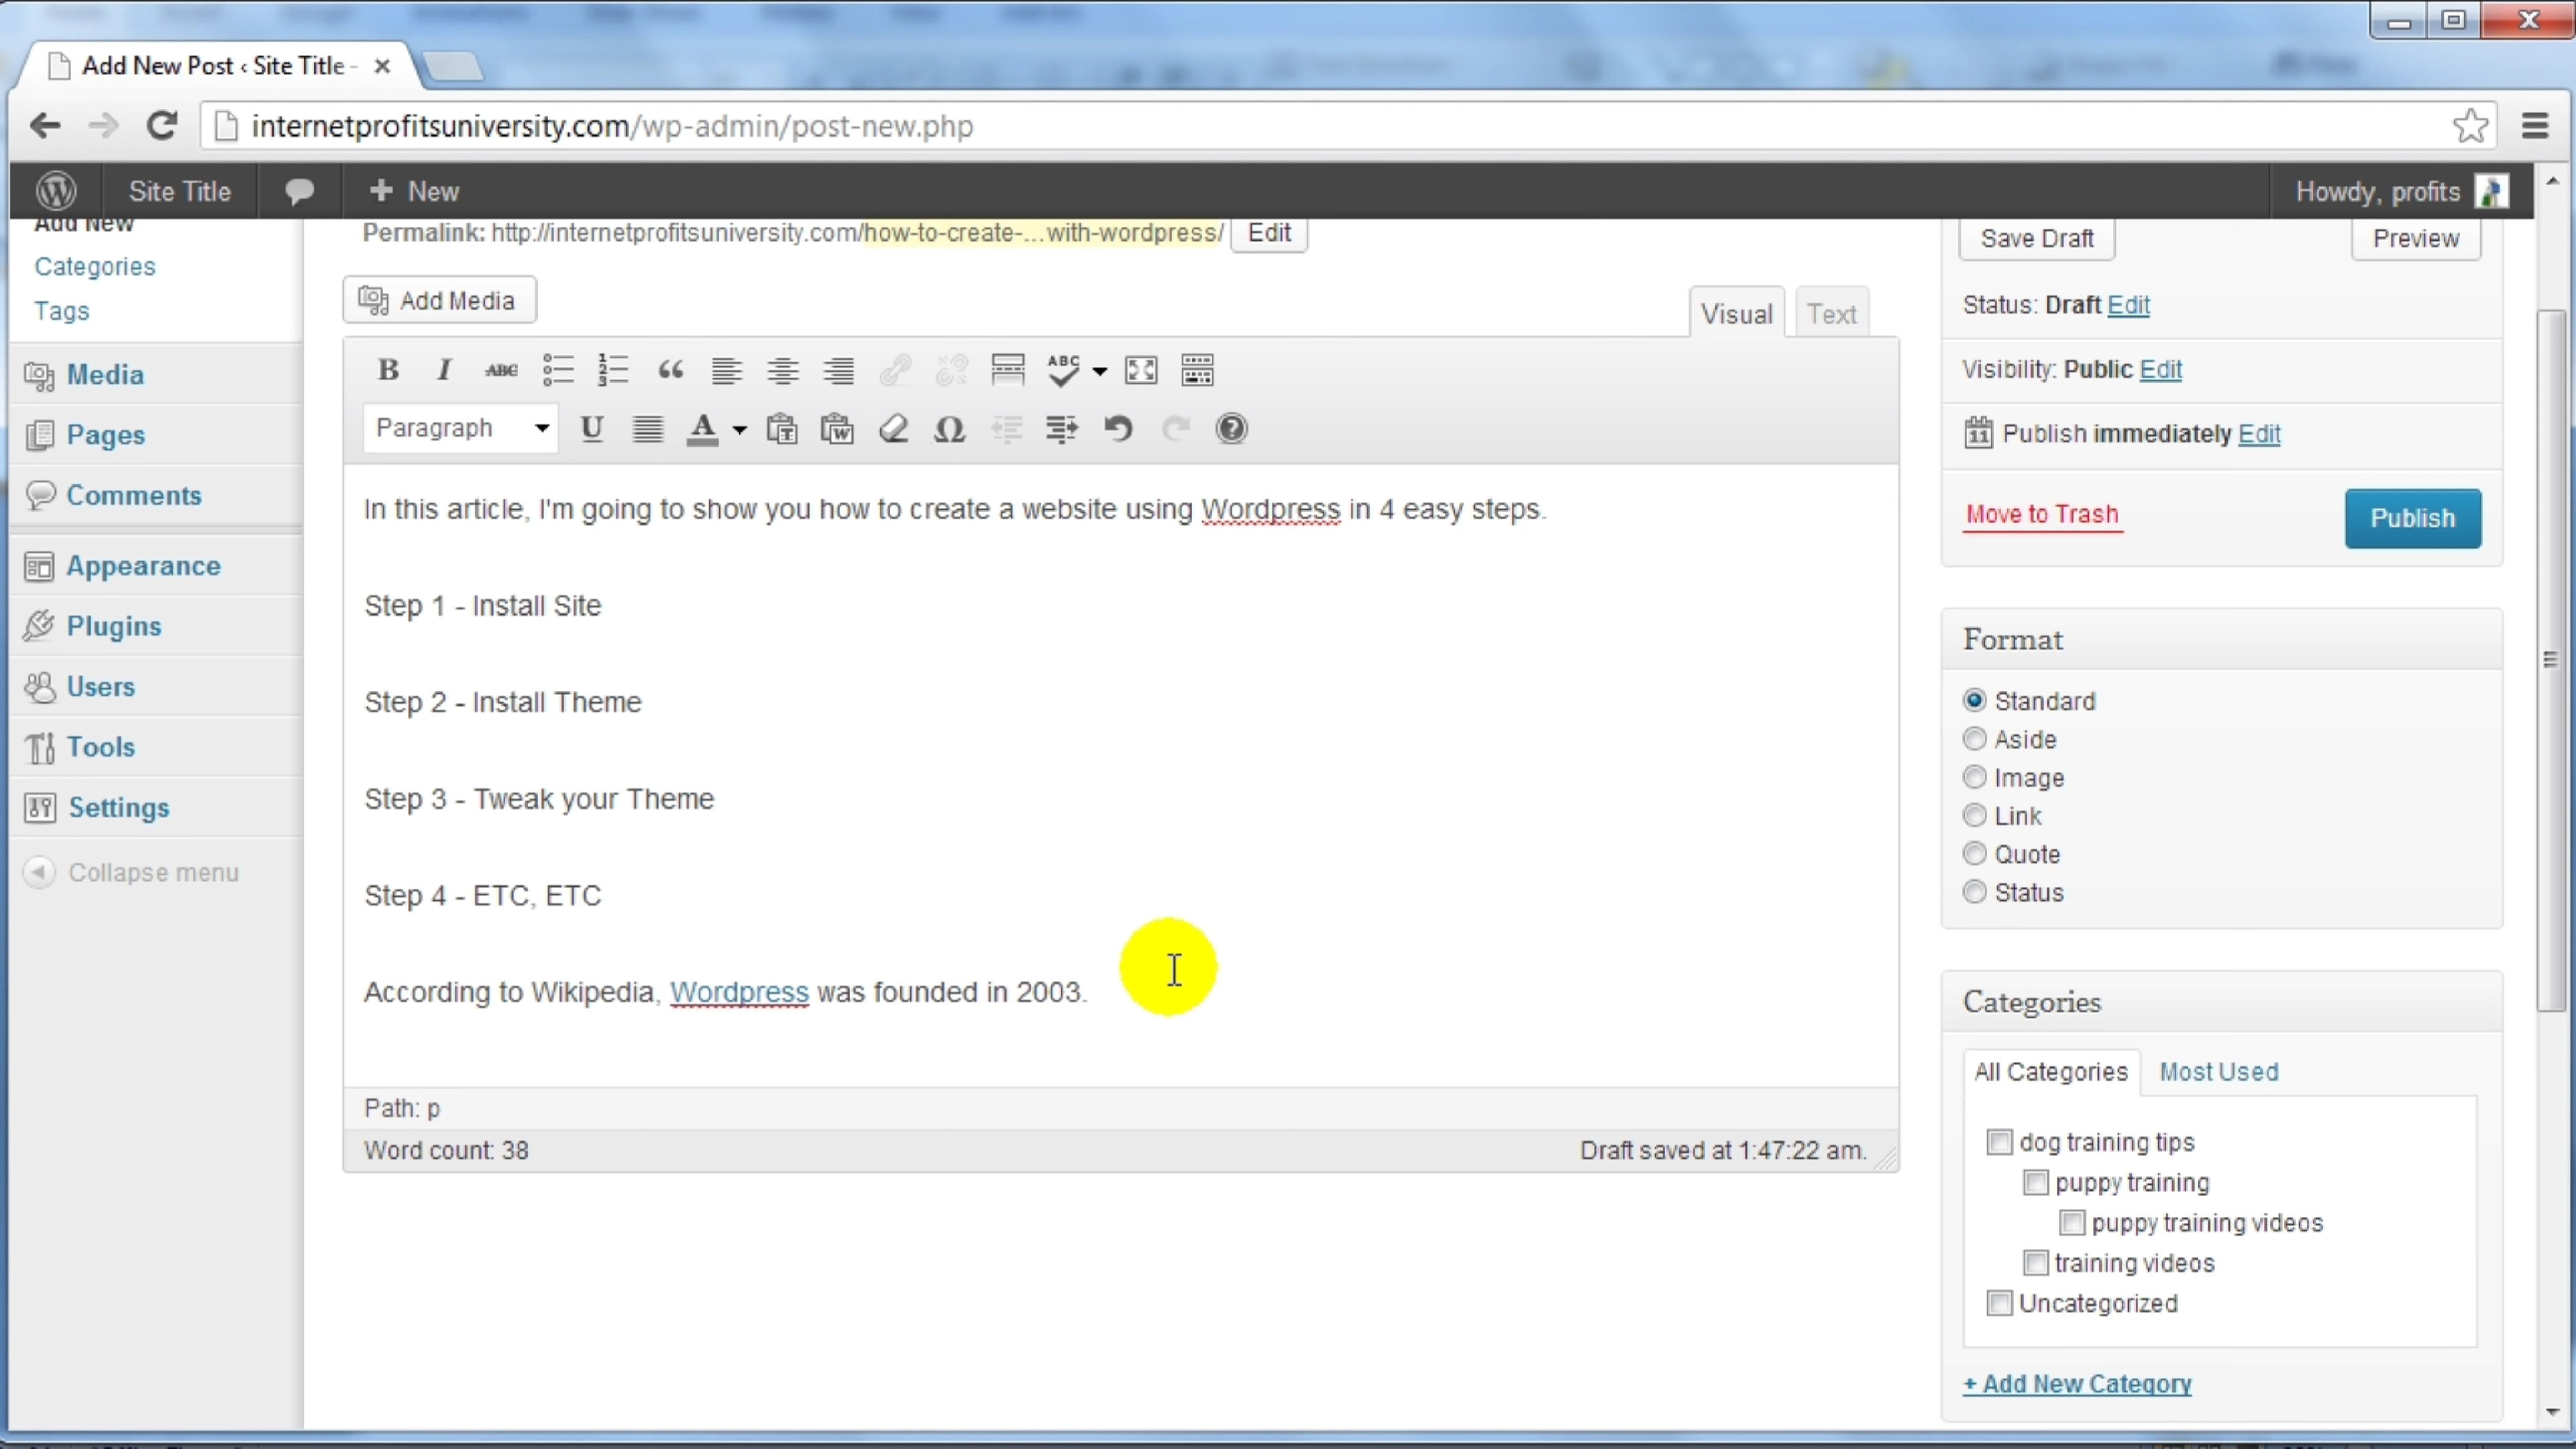 Add New Post ‹ Site Title -
internetprofitsuniversity.com/wp-admin/post-new.php
Site Title
+ New
Howdy, profits
Add New
Categories
Tags
Media
Pages
Comments
Appearance
Plugins
Users
Tools
Settings
Collapse menu
Permalink: http://internetprofitsuniversity.com/how-to-create-...with-wordpress/ Edit
Add Media
Visual Text
B I ABC ABC
Paragraph U A
In this article, I'm going to show you how to create a website using Wordpress in 4 easy steps.
Step 1 - Install Site
Step 2 - Install Theme
Step 3 - Tweak your Theme
Step 4 - ETC, ETC
According to Wikipedia, Wordpress was founded in 2003.
Path: p
Word count: 38
Draft saved at 1:47:22 am.
Save Draft Preview
Status: Draft Edit
Visibility: Public Edit
11 Publish immediately Edit
Move to Trash Publish
Format
Standard
Aside
Image
Link
Quote
Status
Categories
All Categories Most Used
dog training tips
puppy training
puppy training videos
training videos
Uncategorized
+ Add New Category